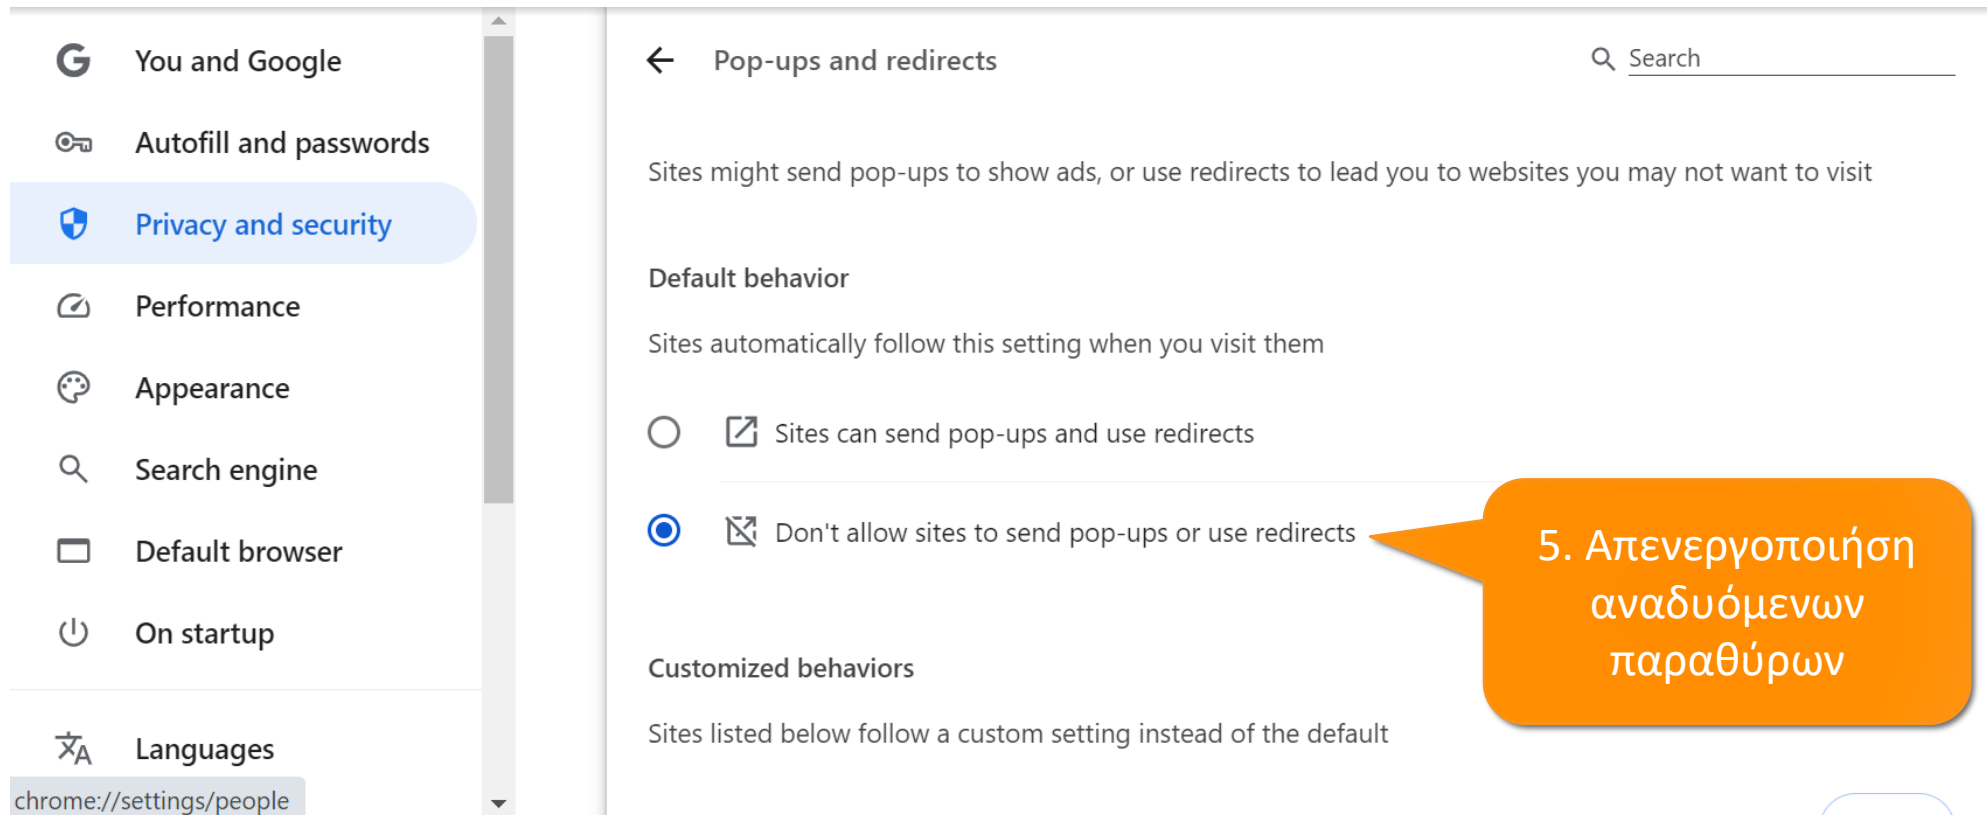 You and Google
Autofill and passwords
Privacy and security
Performance
Appearance
Search engine
Default browser
On startup
Languages
chrome://settings/people
Pop-ups and redirects
Search
Sites might send pop-ups to show ads, or use redirects to lead you to websites you may not want to visit
Default behavior
Sites automatically follow this setting when you visit them
Sites can send pop-ups and use redirects
Don't allow sites to send pop-ups or use redirects
5. Απενεργοποιήση
αναδυόμενων
παραθύρων
Customized behaviors
Sites listed below follow a custom setting instead of the default